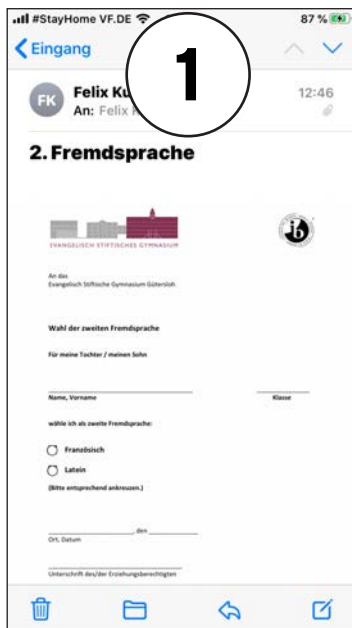 #StayHome VF.DE 87 %
Eingang
1
FK Felix Ku 12:46
An: Felix
2. Fremdsprache
EVANGELISCH STIFTISCHES GYMNASIUM
ib
An das
Evangelisch Stiftische Gymnasium Gütersloh
Wahl der zweiten Fremdsprache
Für meine Tochter / meinen Sohn
Name, Vorname Klasse
wähle ich als zweite Fremdsprache:
Französisch
Latein
(Bitte entsprechend ankreuzen.)
, den
Ort, Datum
Unterschrift des/der Erziehungsberechtigten